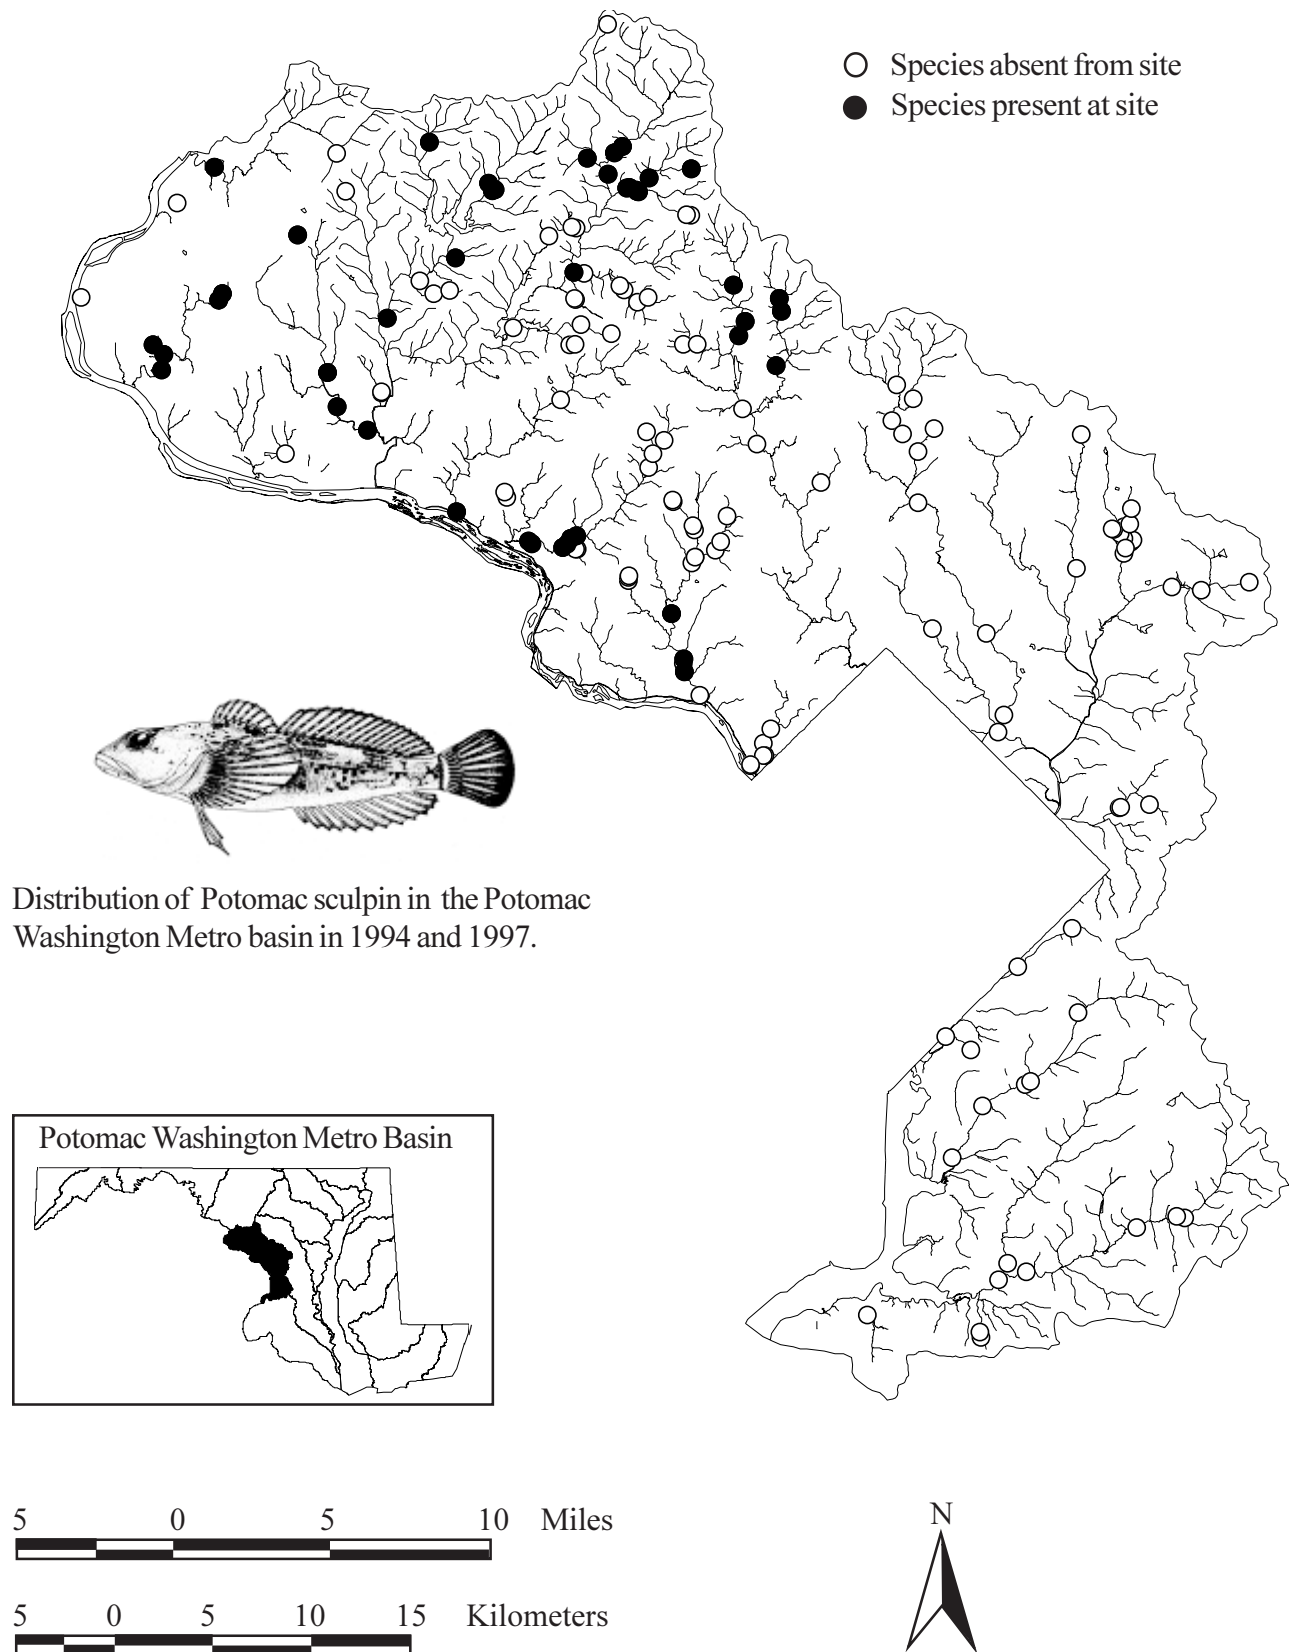 Species absent from site
Species present at site
Distribution of Potomac sculpin in the Potomac
Washington Metro basin in 1994 and 1997.
Potomac Washington Metro Basin
5 0 5 10 Miles
N
5 0 5 10 15 Kilometers